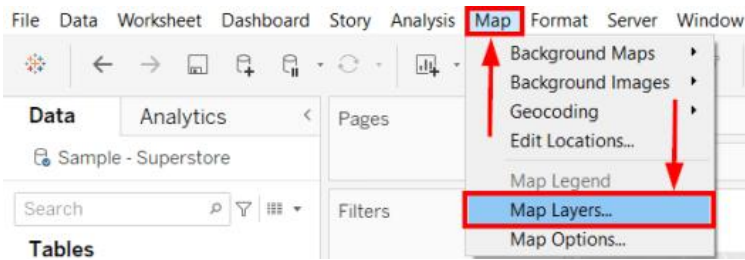 File Data Worksheet Dashboard Story Analysis Map Format Server Window
Background Maps
Background Images
Data Analytics
Pages
Geocoding
Edit Locations...
Sample - Superstore
Map Legend
Search
Filters
Map Layers...
Map Options...
Tables